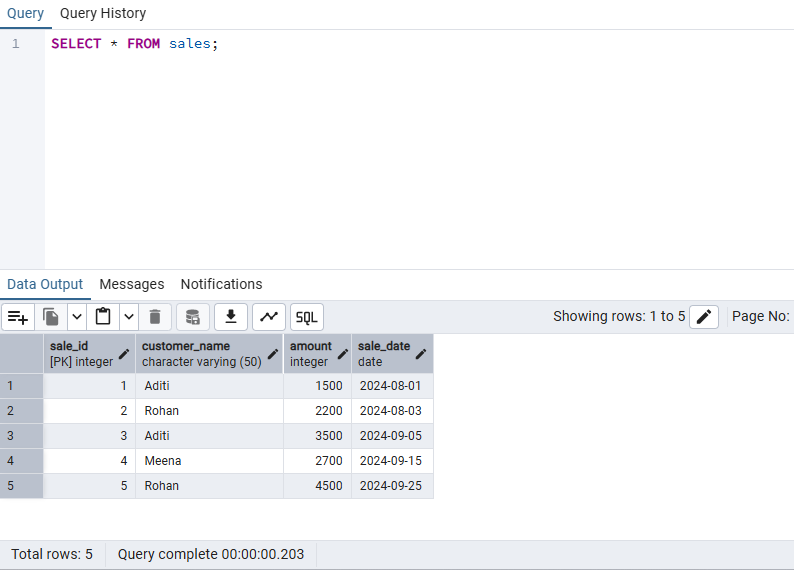 Query Query History
1 SELECT * FROM sales;
Data Output Messages Notifications
SQL Showing rows: 1 to 5 Page No:
sale_id customer_name amount sale_date
[PK] integer character varying (50) integer date
1 1 Aditi 1500 2024-08-01
2 2 Rohan 2200 2024-08-03
3 3 Aditi 3500 2024-09-05
4 4 Meena 2700 2024-09-15
5 5 Rohan 4500 2024-09-25
Total rows: 5 Query complete 00:00:00.203